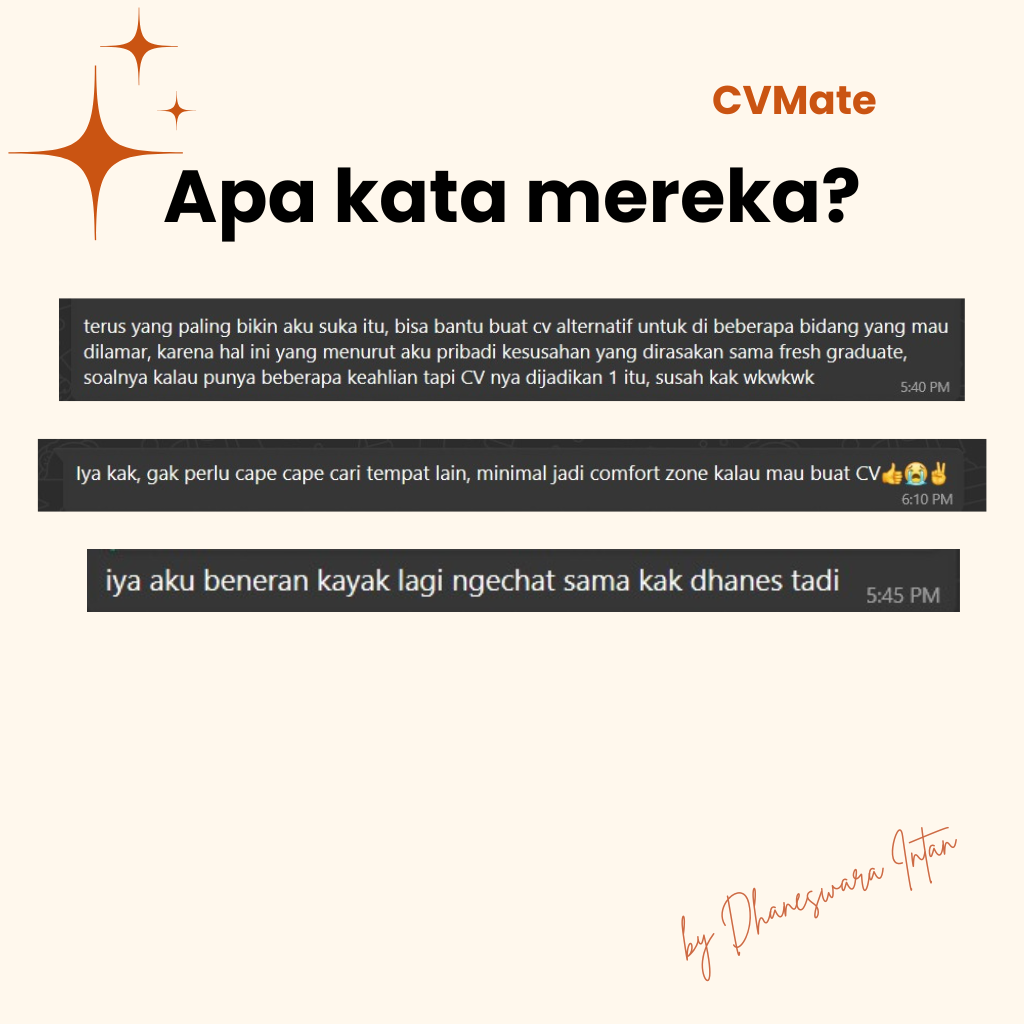 CVMate
Apa kata mereka?
terus yang paling bikin aku suka itu, bisa bantu buat cv alternatif untuk di beberapa bidang yang mau
dilamar, karena hal ini yang menurut aku pribadi kesusahan yang dirasakan sama fresh graduate,
soalnya kalau punya beberapa keahlian tapi CV nya dijadikan 1 itu, susah kak wkwkwk
5:40 PM
Iya kak, gak perlu cape cape cari tempat lain, minimal jadi comfort zone kalau mau buat CV👍😭✌️
6:10 PM
iya aku beneran kayak lagi ngechat sama kak dhanes tadi 5:45 PM
by Dhaneswara Intan